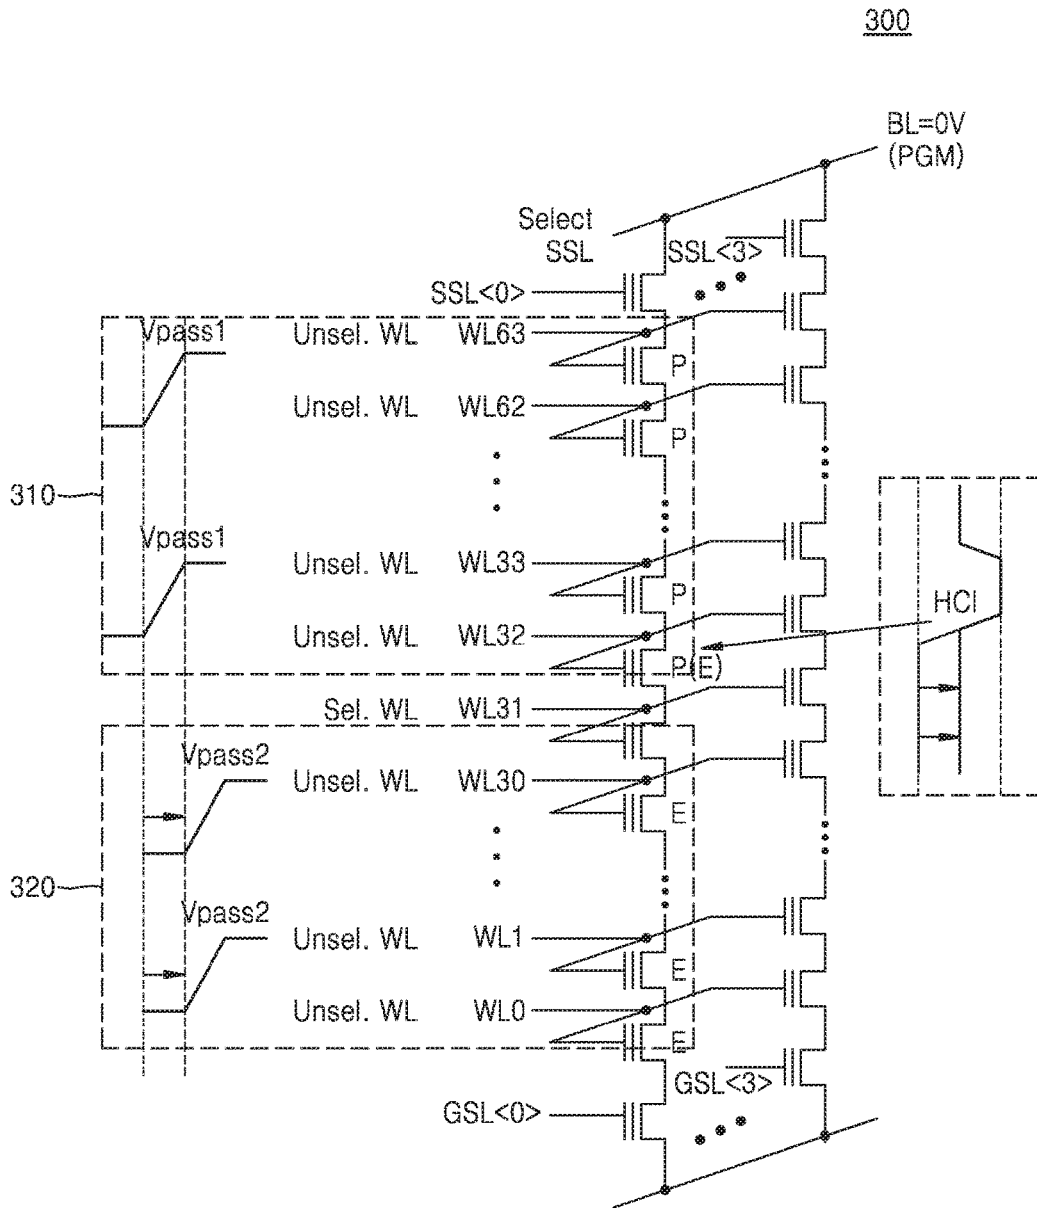 300
BL=0V
(PGM)
Select
SSL
SSL<3>
SSL<0>
Vpass1
Unsel. WL WL63
P
Unsel. WL WL62
P
310
Vpass1
Unsel. WL WL33
P
HCI
Unsel. WL WL32
P(E)
Sel. WL WL31
Vpass2
Unsel. WL WL30
E
320
Vpass2
Unsel. WL WL1
E
Unsel. WL WL0
E
GSL<3>
GSL<0>